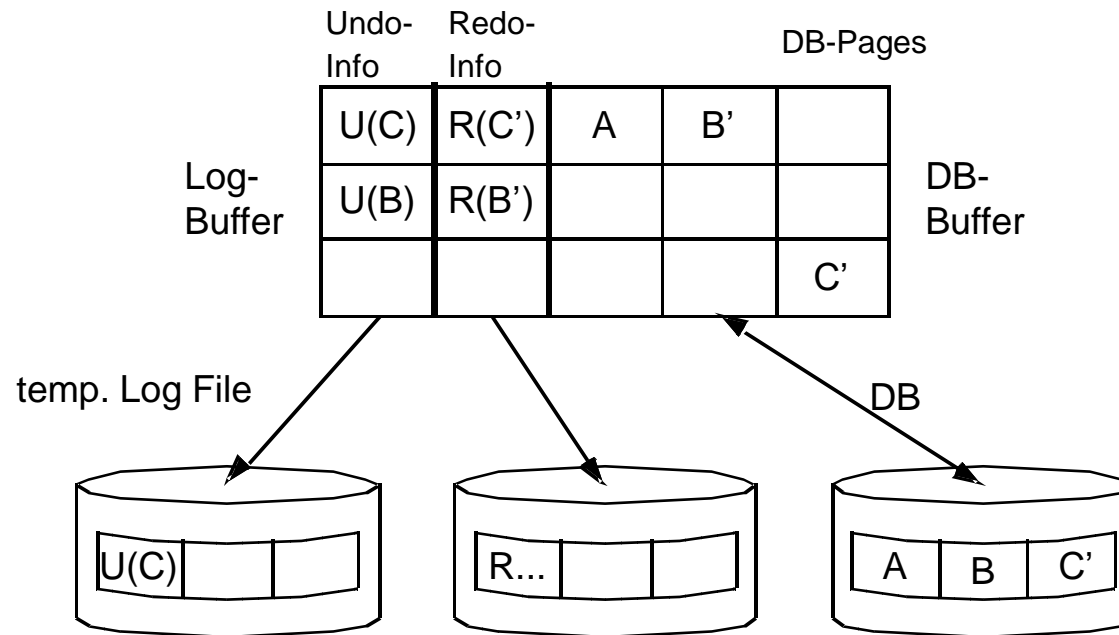 Undo-
Info
Redo-
Info
DB-Pages
U(C) R(C’) A B’
Log-
Buffer
U(B) R(B’)
DB-
Buffer
C’
temp. Log File
DB
U(C)
R...
A B C’